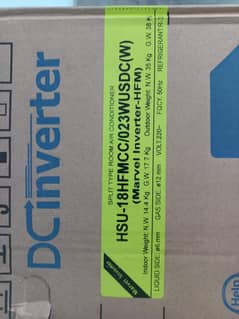 DC inverter
SPLIT TYPE ROOM AIR CONDITIONER
HSU-18HFMCC/023WUSDC(W)
(Marvel Inverter-HFM)
Indoor Weight: N.W. 14.4 Kg G.W. 17.7 Kg Outdoor Weight: N.W. 35 Kg G.W. 38 K
LIQUID SIDE: ø6 mm GAS SIDE: ø12 mm VOLT.220~ FQCY. 50Hz REFRIGERANT R
Help